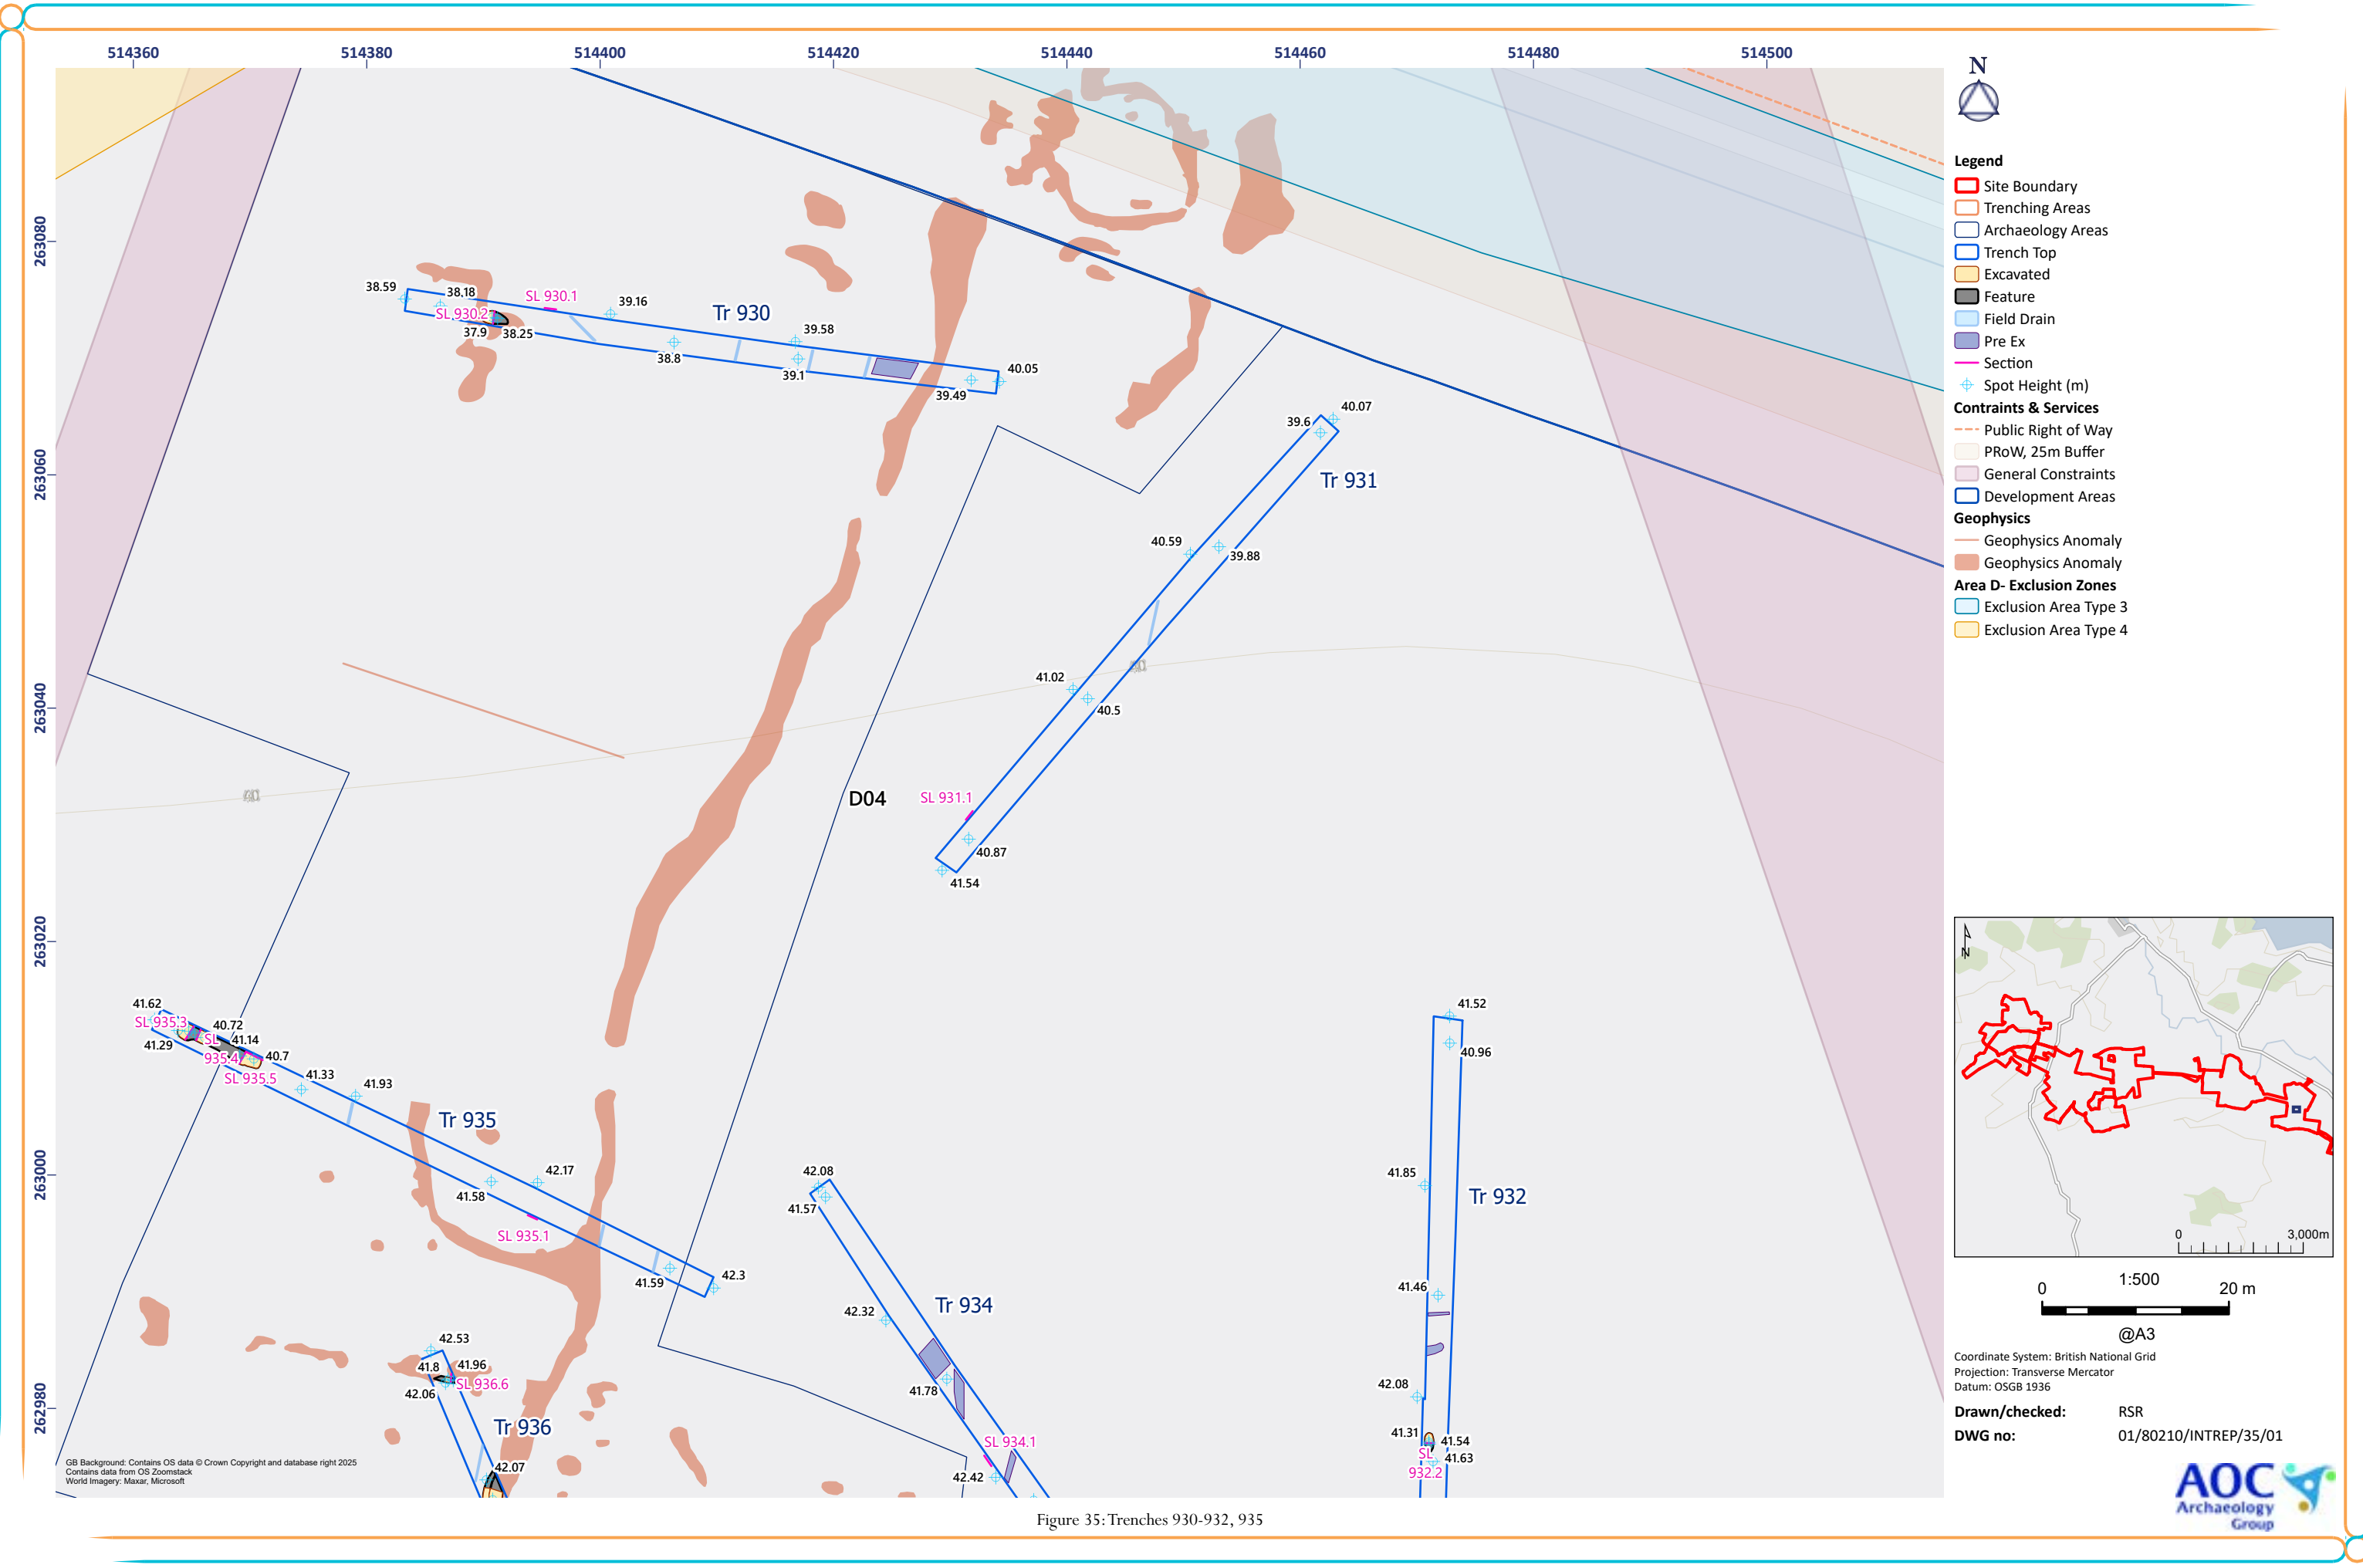 514360 514380 514400 514420 514440 514460 514480 514500
263080
263060
263040
263020
263000
262980
38.59
38.18
SL 930.1
39.16
Tr 930
SL 930.2
37.9
38.25
38.8
39.58
39.1
40.05
39.49
40.07
39.6
Tr 931
40.59
39.88
41.02
40.5
D04
SL 931.1
40.87
41.54
41.62
SL 935.3
40.72
41.29
SL
935.4
41.14
40.7
SL 935.5
41.33
41.93
Tr 935
42.17
41.58
SL 935.1
41.59
42.3
42.08
41.57
Tr 934
42.32
41.78
SL 934.1
42.42
41.52
40.96
41.85
Tr 932
41.46
42.08
41.31
41.54
SL
932.2
41.63
42.53
41.8
41.96
42.06
SL 936.6
Tr 936
42.07
GB Background: Contains OS data © Crown Copyright and database right 2025
Contains data from OS Zoomstack
World Imagery: Maxar, Microsoft
N
Legend
Site Boundary
Trenching Areas
Archaeology Areas
Trench Top
Excavated
Feature
Field Drain
Pre Ex
Section
Spot Height (m)
Contraints & Services
Public Right of Way
PRoW, 25m Buffer
General Constraints
Development Areas
Geophysics
Geophysics Anomaly
Geophysics Anomaly
Area D- Exclusion Zones
Exclusion Area Type 3
Exclusion Area Type 4
N
0 3,000m
1:500
0 20 m
@A3
Coordinate System: British National Grid
Projection: Transverse Mercator
Datum: OSGB 1936
Drawn/checked: RSR
DWG no: 01/80210/INTREP/35/01
AOC
Archaeology
Group
Figure 35: Trenches 930-932, 935